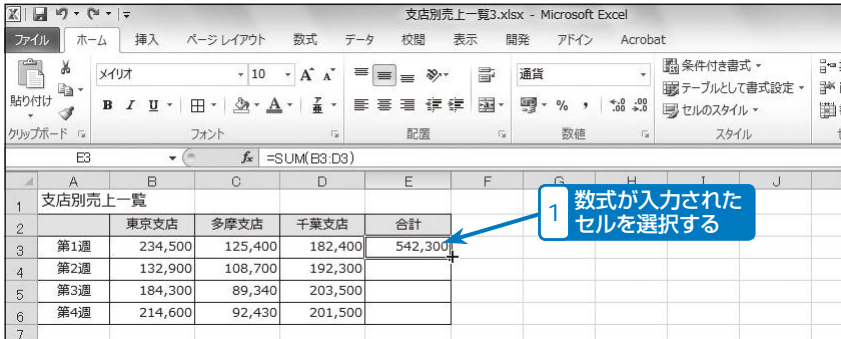 支店別売上一覧3.xlsx - Microsoft Excel
ファイル ホーム 挿入 ページ レイアウト 数式 データ 校閲 表示 開発 アドイン Acrobat
メイリオ 10 A A 通貨 条件付き書式
貼り付け B I U A 亜 % , テーブルとして書式設定
セルのスタイル
クリップボード フォント 配置 数値 スタイル
E3 fx =SUM(B3:D3)
A B C D E F G H I J
1 支店別売上一覧
2 東京支店 多摩支店 千葉支店 合計
3 第1週 234,500 125,400 182,400 542,300
4 第2週 132,900 108,700 192,300
5 第3週 184,300 89,340 203,500
6 第4週 214,600 92,430 201,500
7
1 数式が入力された
セルを選択する